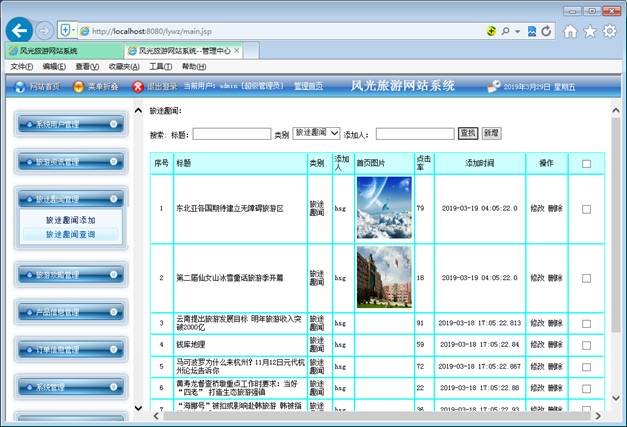 http://localhost:8080/lywz/main.jsp
风光旅游网站系统
风光旅游网站系统--管理中心
文件(F) 编辑(E) 查看(V) 收藏夹(A) 工具(T) 帮助(H)
网站首页 菜单折叠 退出登录 当前用户: admin [超级管理员] 管理首页 风光旅游网站系统 2019年3月29日 星期五
系统用户管理
旅游资讯管理
旅途趣闻管理
旅途趣闻添加
旅途趣闻查询
旅游攻略管理
产品信息管理
订单信息管理
系统管理
旅途趣闻:
搜索: 标题: 类别 旅途趣闻 添加人: 查找 新增
序号 标题 类别 添加人 首页图片 点击率 添加时间 操作
1 东北亚各国期待建立无障碍旅游区 旅途趣闻 hsg 79 2019-03-19 04:05:22.0 修改 删除
2 第二届仙女山冰雪童话旅游季开幕 旅途趣闻 hsg 18 2019-03-19 04:05:22.0 修改 删除
3 云南提出旅游发展目标 明年旅游收入突破2000亿 旅途趣闻 hsg 91 2019-03-18 17:05:22.813 修改 删除
4 钱库地理 旅途趣闻 hsg 59 2019-03-18 17:05:22.84 修改 删除
5 马可波罗为什么来杭州？11月12日元代杭州论坛告诉你 旅途趣闻 hsg 72 2019-03-18 17:05:22.867 修改 删除
6 黄寿龙督查桥墩重点工作时要求：当好“四老” 打造生态旅游强镇 旅途趣闻 hsg 22 2019-03-18 17:05:22.88 修改 删除
“海娜号”被扣或影响赴韩旅游 韩被指 旅途 2019-03-18 17:05:22.93 修改 删除